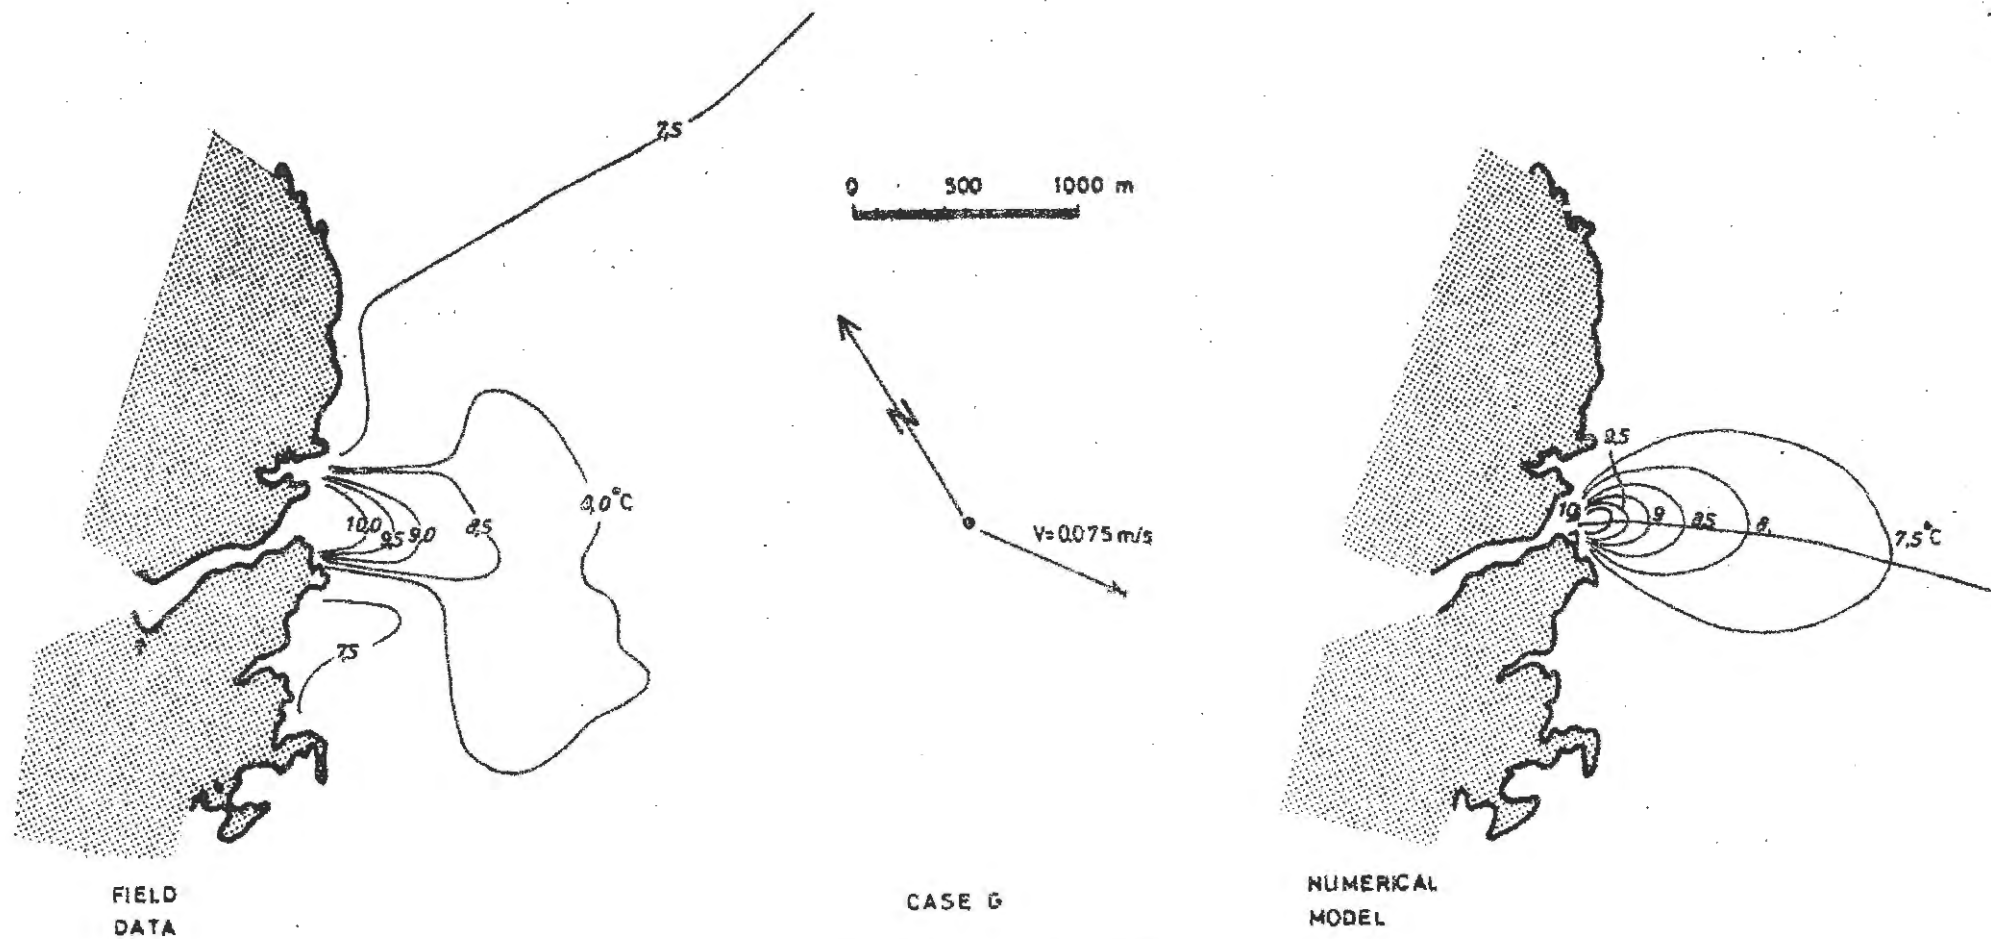 7,5
0 500 1000 m
9,5
8,0°C
10,0
9,5
9,0
8,5
N
V=0.075 m/s
10
9
8,5
8,
7,5°C
7,5
FIELD
DATA
CASE G
NUMERICAL
MODEL